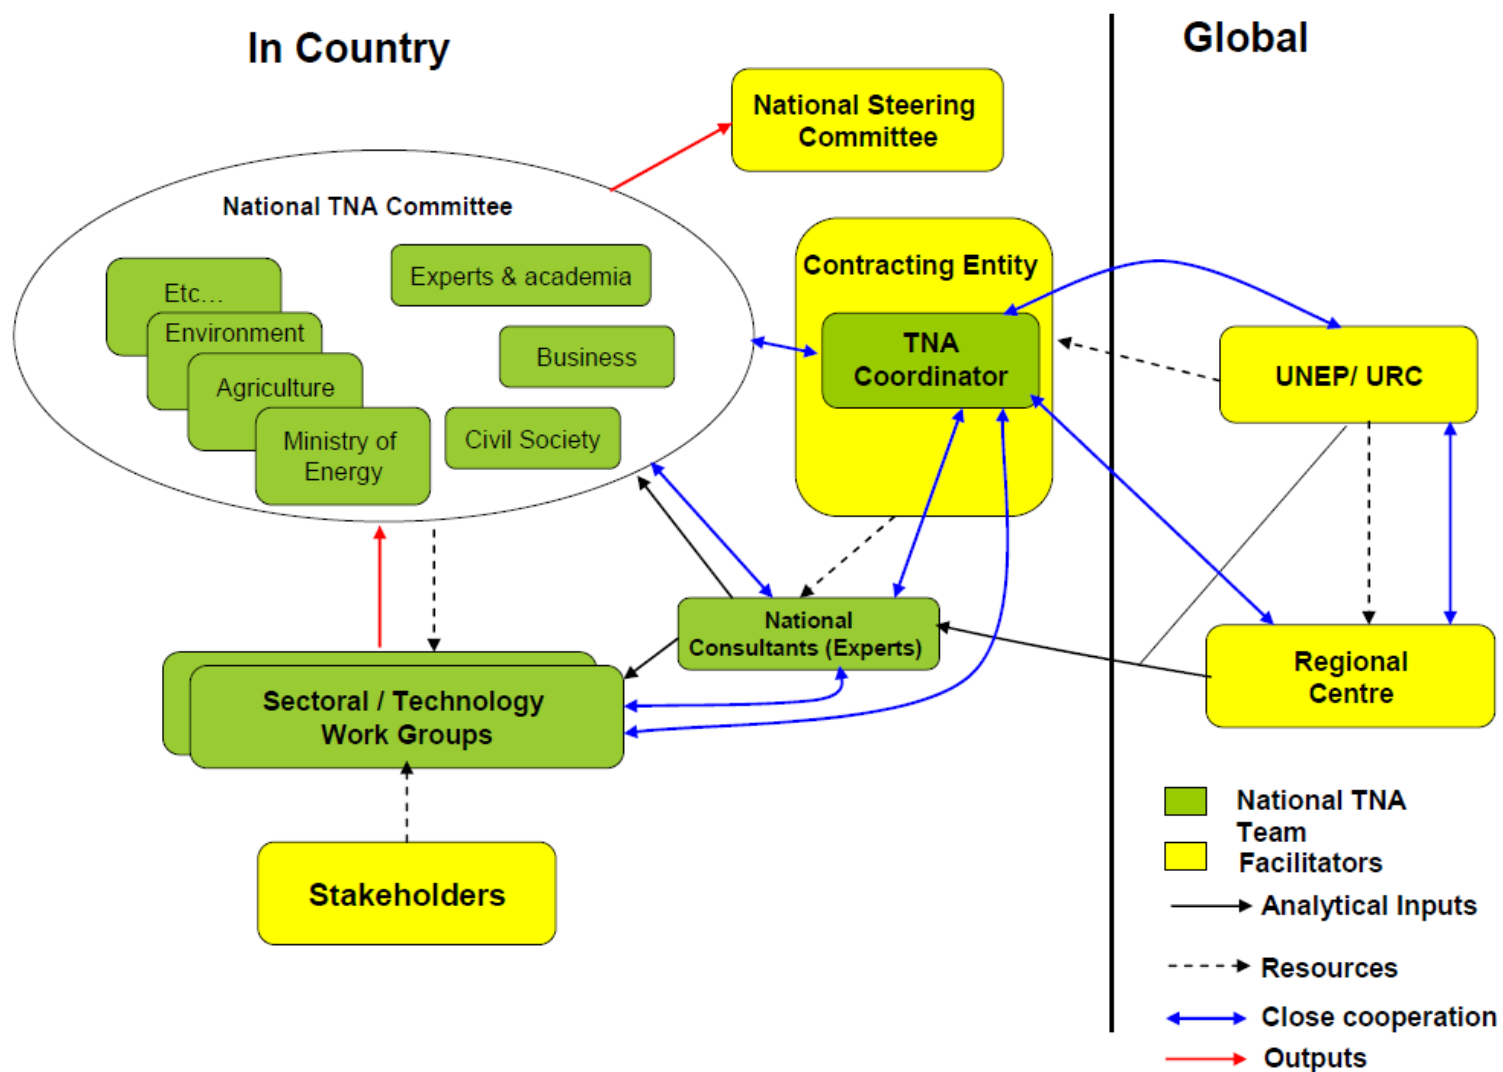 In Country
Global
National Steering
Committee
National TNA Committee
Etc...
Environment
Agriculture
Ministry of
Energy
Experts & academia
Business
Civil Society
Contracting Entity
TNA
Coordinator
UNEP/ URC
National
Consultants (Experts)
Regional
Centre
Sectoral / Technology
Work Groups
Stakeholders
National TNA
Team
Facilitators
Analytical Inputs
Resources
Close cooperation
Outputs